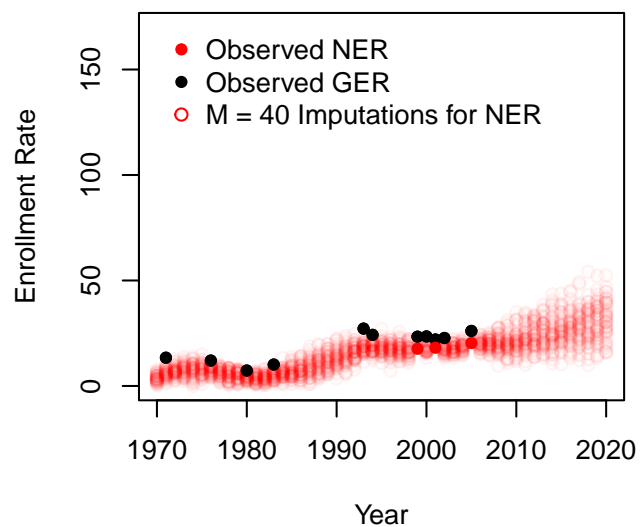 Observed NER
Observed GER
M = 40 Imputations for NER
Enrollment Rate
150
100
50
0
1970 1980 1990 2000 2010 2020
Year